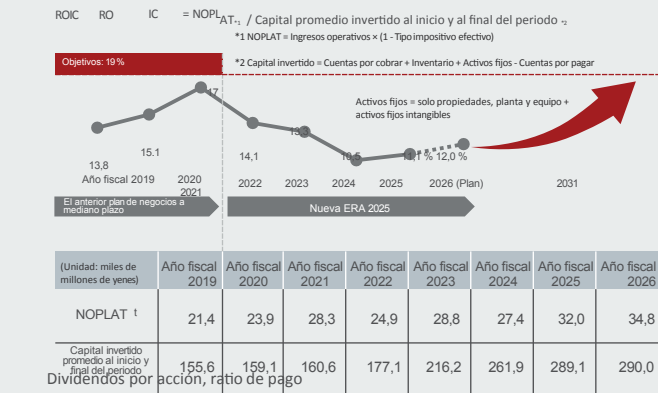 ROIC RO IC = NOPLAT*1 / Capital promedio invertido al inicio y al final del periodo *2
*1 NOPLAT = Ingresos operativos × (1 - Tipo impositivo efectivo)
Objetivos: 19 %
*2 Capital invertido = Cuentas por cobrar + Inventario + Activos fijos - Cuentas por pagar
17
Activos fijos = solo propiedades, planta y equipo +
activos fijos intangibles
13,8 15.1 14,1 13,3 10,5 11,1 % 12,0 %
Año fiscal 2019 2020 2022 2023 2024 2025 2026 (Plan) 2031
2021
El anterior plan de negocios a
mediano plazo
Nueva ERA 2025
(Unidad: miles de
millones de yenes)
Año fiscal Año fiscal Año fiscal Año fiscal Año fiscal Año fiscal Año fiscal Año fiscal
2019 2020 2021 2022 2023 2024 2025 2026
NOPLAT t 21,4 23,9 28,3 24,9 28,8 27,4 32,0 34,8
Capital invertido
promedio al inicio y
final del periodo
155,6 159,1 160,6 177,1 216,2 261,9 289,1 290,0
Dividendos por acción, ratio de pago